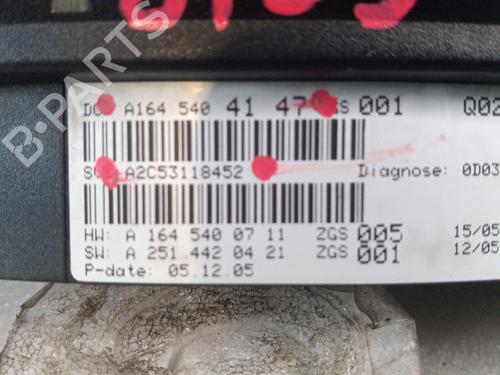 A164 540 41 47 001 Q02
A2C53118452 Diagnose: 0D03
HW: A 164 540 07 11 ZGS 005 15/05
SW: A 251 442 04 21 ZGS 001 12/05
P-date: 05.12.05
B-PARTS